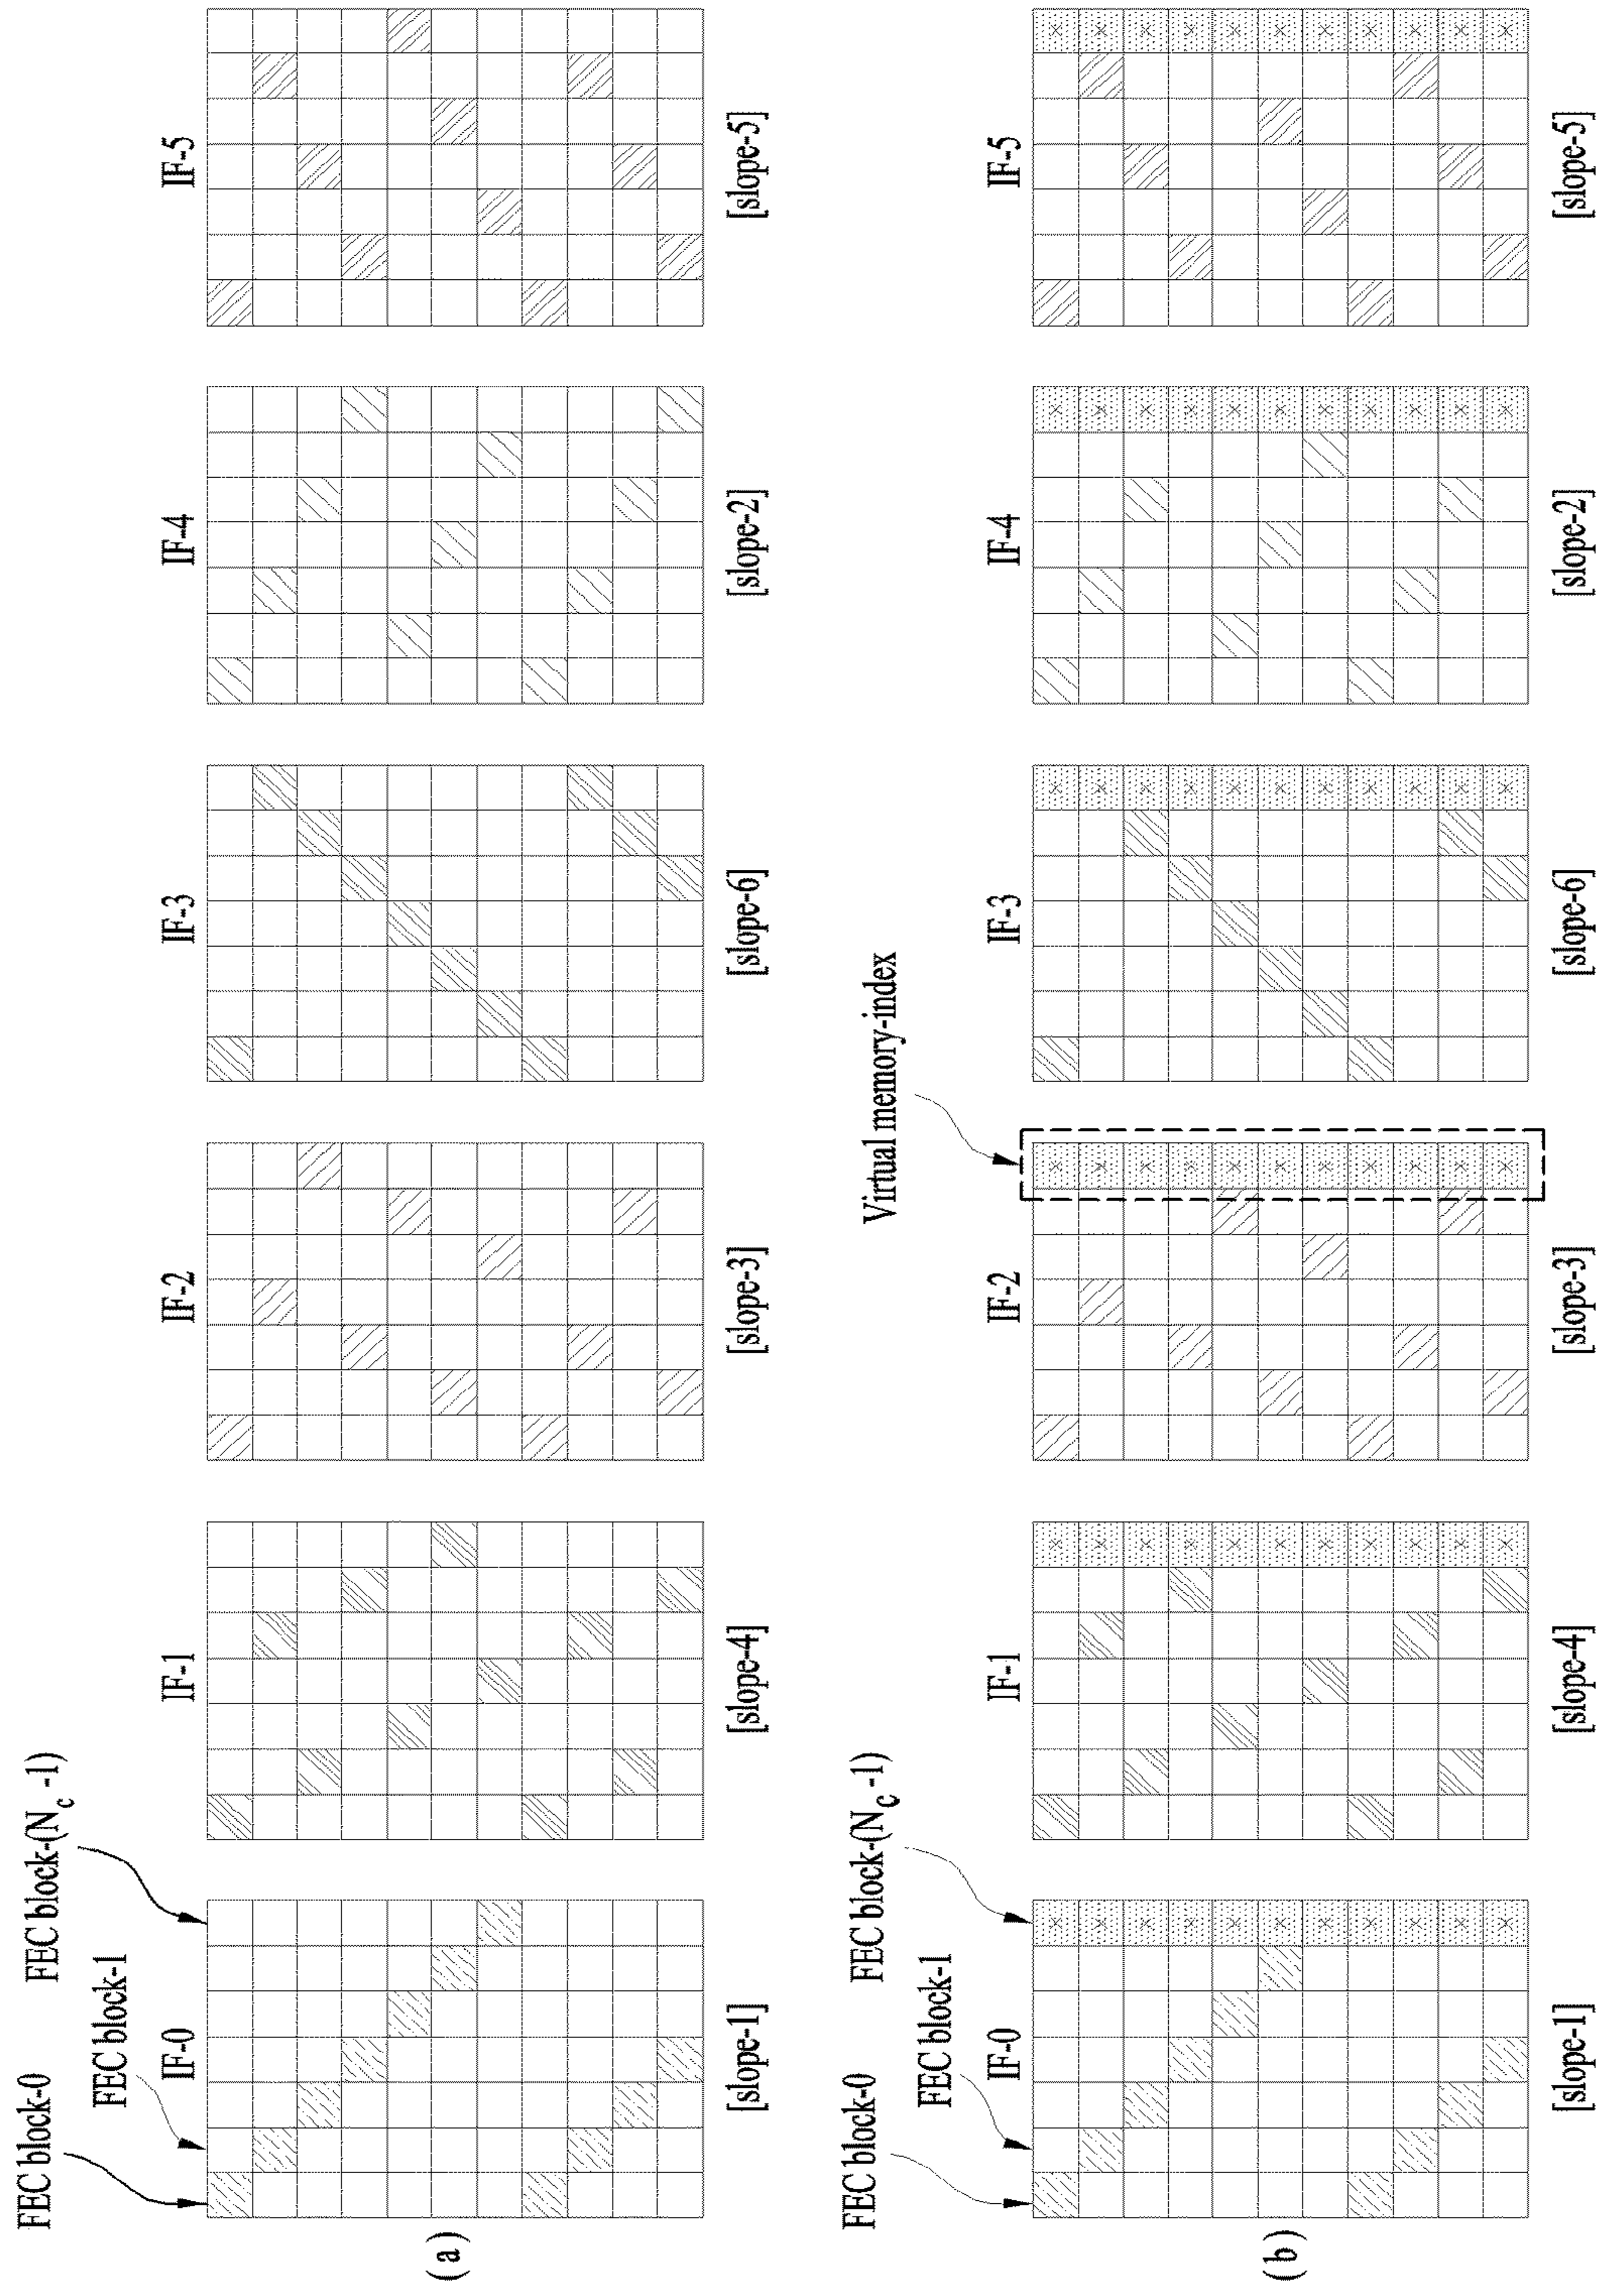 FEC block-0
FEC block-1
FEC block-(Nc -1)
IF-0
IF-1
IF-2
IF-3
IF-4
IF-5
(a)
[slope-1]
[slope-4]
[slope-3]
[slope-6]
[slope-2]
[slope-5]
FEC block-0
FEC block-1
FEC block-(Nc -1)
Virtual memory-index
IF-0
IF-1
IF-2
IF-3
IF-4
IF-5
(b)
[slope-1]
[slope-4]
[slope-3]
[slope-6]
[slope-2]
[slope-5]